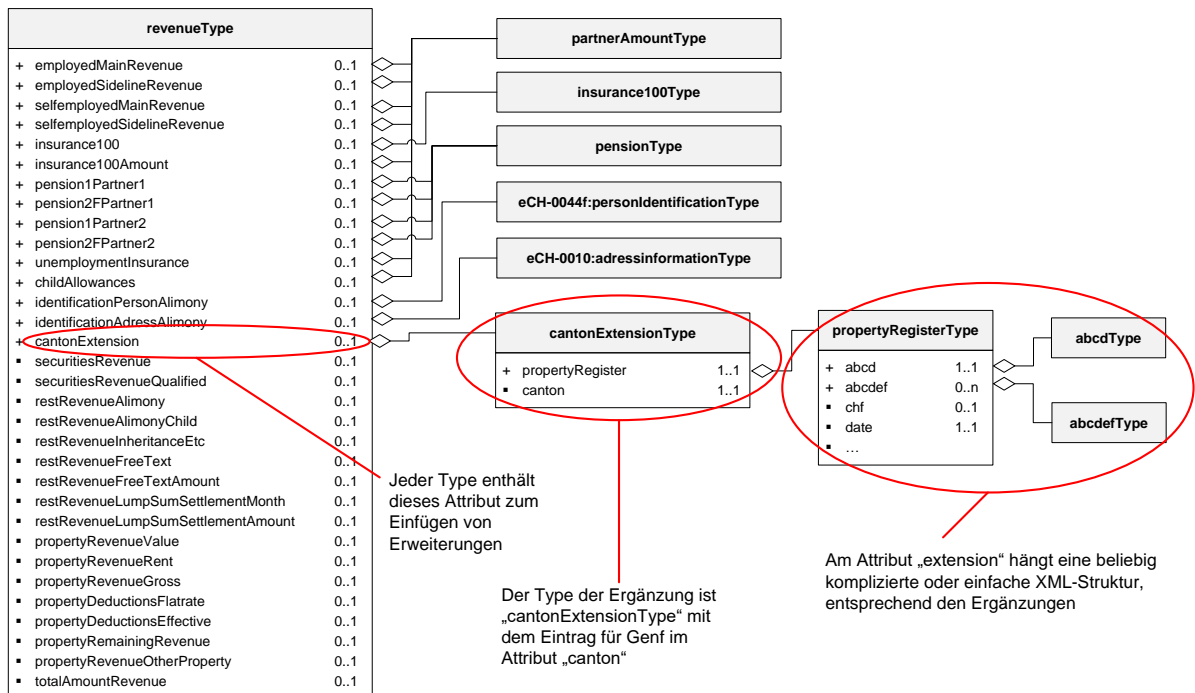 revenueType
+ employedMainRevenue 0..1
+ employedSidelineRevenue 0..1
+ selfemployedMainRevenue 0..1
+ selfemployedSidelineRevenue 0..1
+ insurance100 0..1
+ insurance100Amount 0..1
+ pension1Partner1 0..1
+ pension2FPartner1 0..1
+ pension1Partner2 0..1
+ pension2FPartner2 0..1
+ unemploymentInsurance 0..1
+ childAllowances 0..1
+ identificationPersonAlimony 0..1
+ identificationAdressAlimony 0..1
+ cantonExtension 0..1
▪ securitiesRevenue 0..1
▪ securitiesRevenueQualified 0..1
▪ restRevenueAlimony 0..1
▪ restRevenueAlimonyChild 0..1
▪ restRevenueInheritanceEtc 0..1
▪ restRevenueFreeText 0..1
▪ restRevenueFreeTextAmount 0..1
▪ restRevenueLumpSumSettlementMonth 0..1
▪ restRevenueLumpSumSettlementAmount 0..1
▪ propertyRevenueValue 0..1
▪ propertyRevenueRent 0..1
▪ propertyRevenueGross 0..1
▪ propertyDeductionsFlatrate 0..1
▪ propertyDeductionsEffective 0..1
▪ propertyRemainingRevenue 0..1
▪ propertyRevenueOtherProperty 0..1
▪ totalAmountRevenue 0..1
partnerAmountType
insurance100Type
pensionType
eCH-0044f:personIdentificationType
eCH-0010:adressinformationType
cantonExtensionType
+ propertyRegister 1..1
▪ canton 1..1
propertyRegisterType
+ abcd 1..1
+ abcdef 0..n
▪ chf 0..1
▪ date 1..1
▪ …
abcdType
abcdefType
Jeder Type enthält
dieses Attribut zum
Einfügen von
Erweiterungen
Der Type der Ergänzung ist
„cantonExtensionType“ mit
dem Eintrag für Genf im
Attribut „canton“
Am Attribut „extension“ hängt eine beliebig
komplizierte oder einfache XML-Struktur,
entsprechend den Ergänzungen